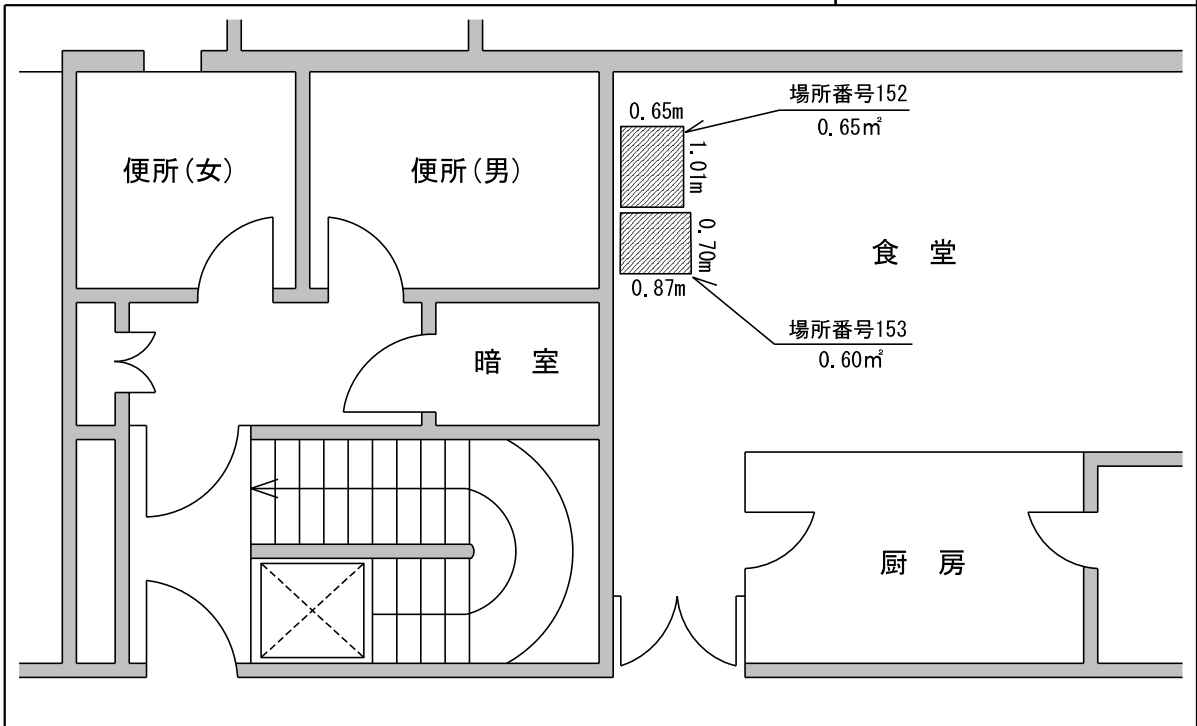 場所番号152
0.65㎡
0.65m
1.01m
便所(女)
便所(男)
0.70m
食 堂
0.87m
場所番号153
0.60㎡
暗 室
厨 房